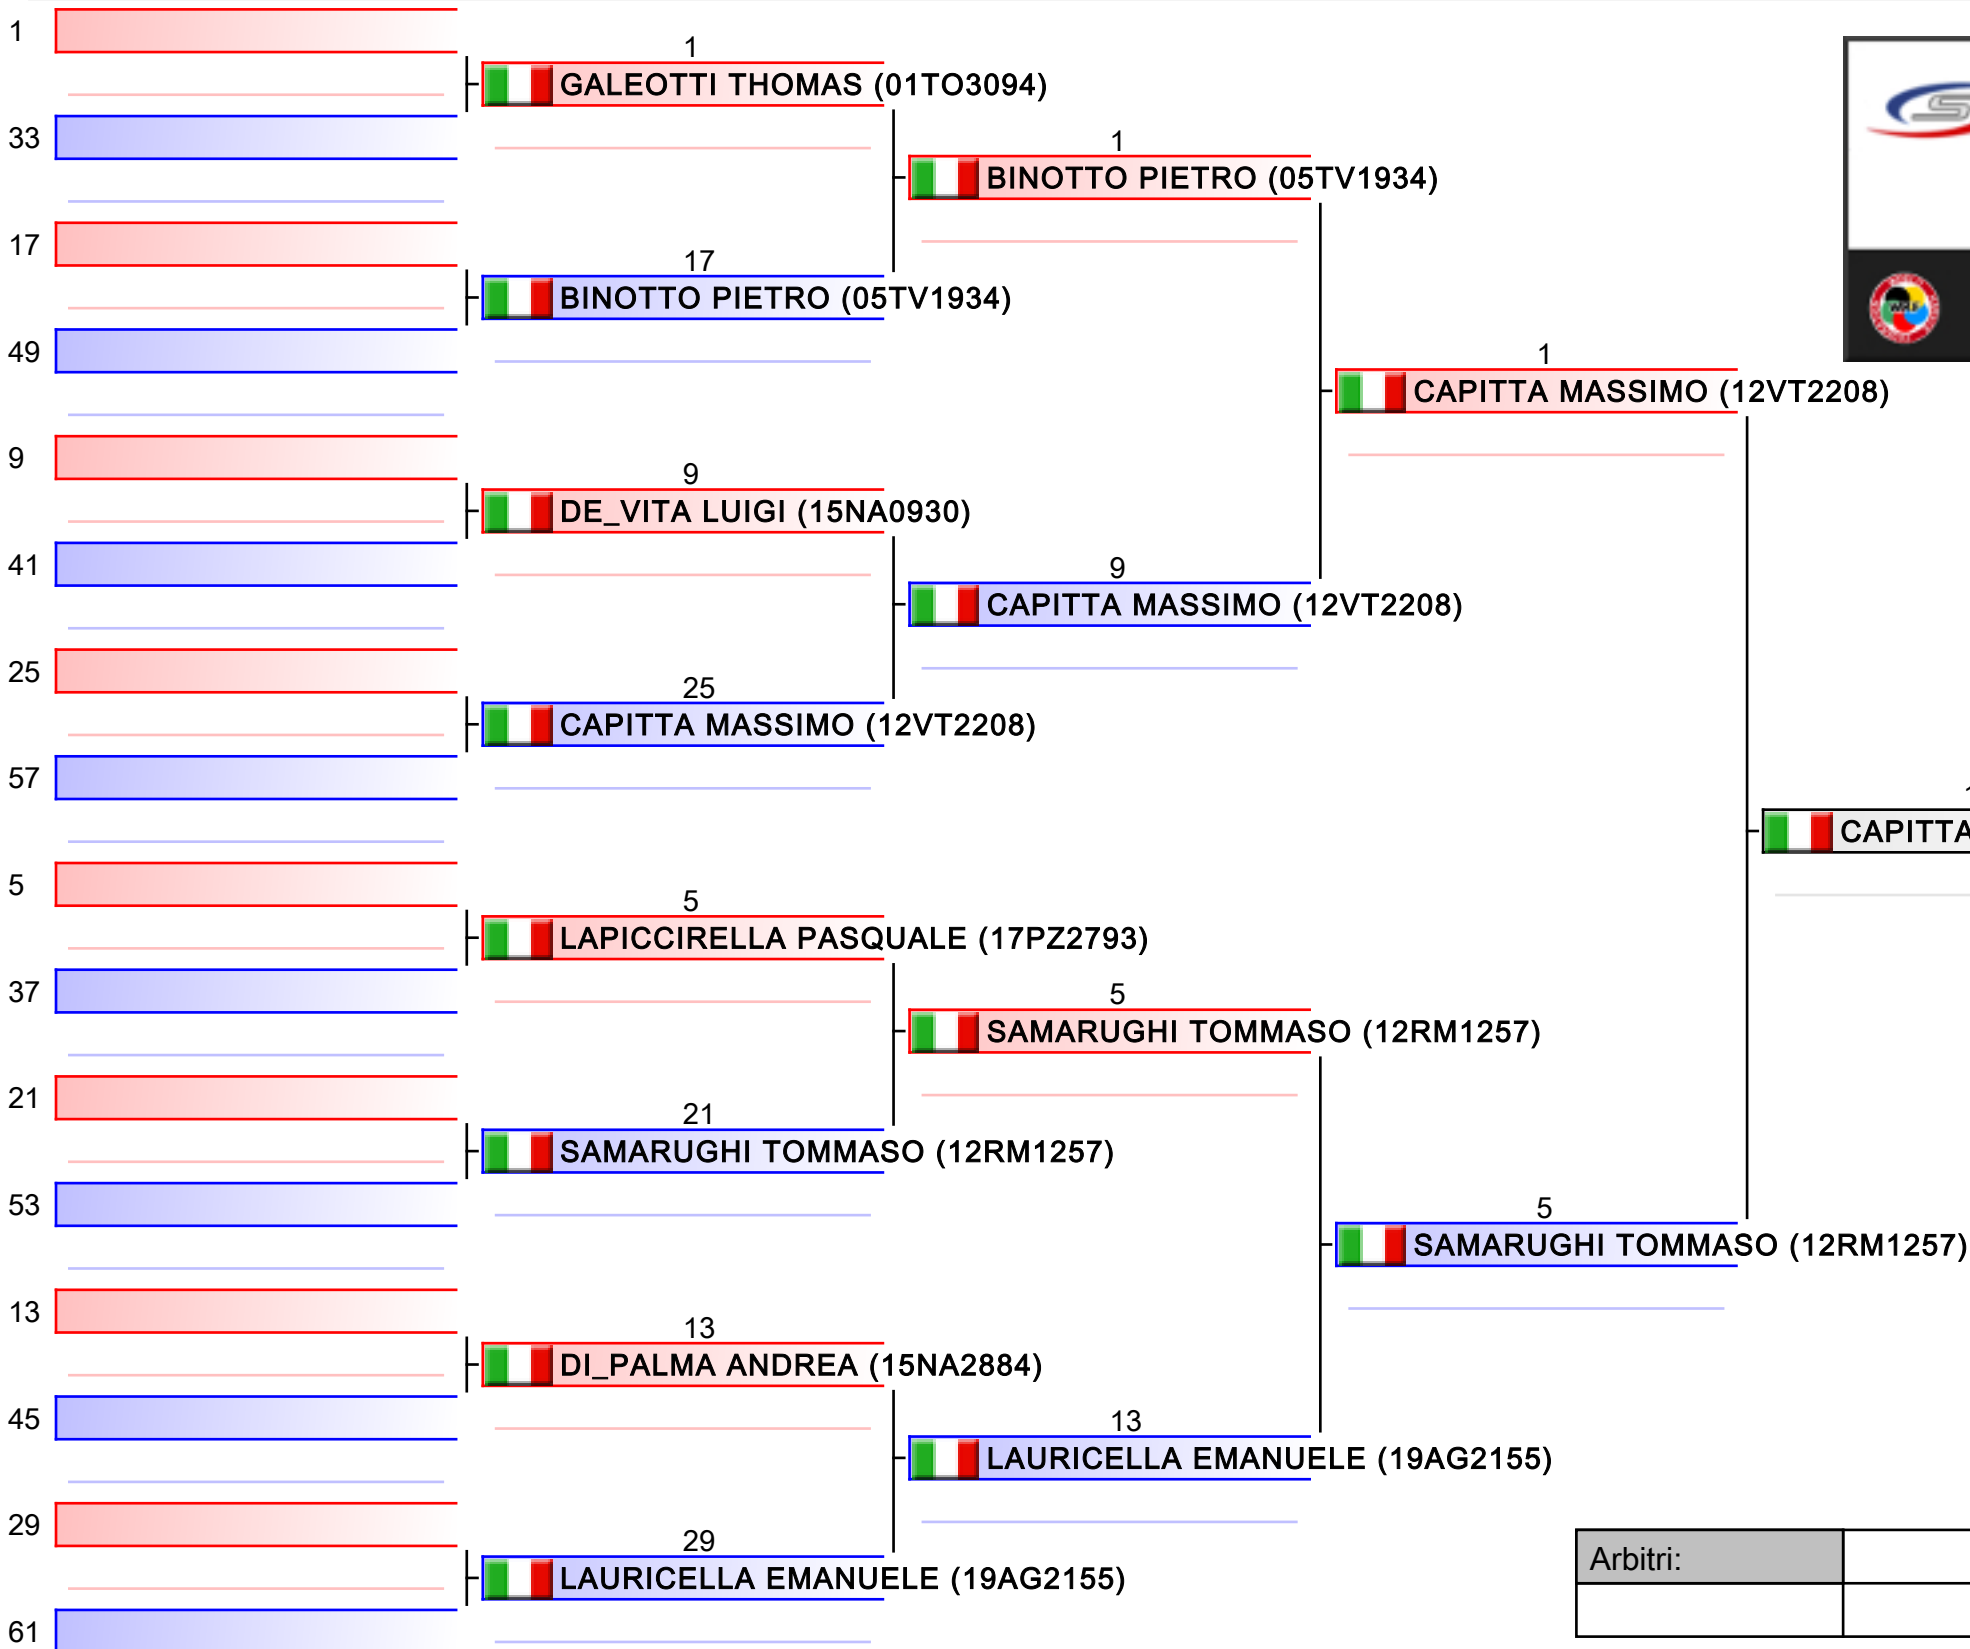 1
33
17
49
9
41
25
57
5
37
21
53
13
45
29
61
1
GALEOTTI THOMAS (01TO3094)
17
BINOTTO PIETRO (05TV1934)
9
DE_VITA LUIGI (15NA0930)
25
CAPITTA MASSIMO (12VT2208)
5
LAPICCIRELLA PASQUALE (17PZ2793)
21
SAMARUGHI TOMMASO (12RM1257)
13
DI_PALMA ANDREA (15NA2884)
29
LAURICELLA EMANUELE (19AG2155)
1
BINOTTO PIETRO (05TV1934)
9
CAPITTA MASSIMO (12VT2208)
5
SAMARUGHI TOMMASO (12RM1257)
13
LAURICELLA EMANUELE (19AG2155)
1
CAPITTA MASSIMO (12VT2208)
5
SAMARUGHI TOMMASO (12RM1257)
CAPITTA
Arbitri: